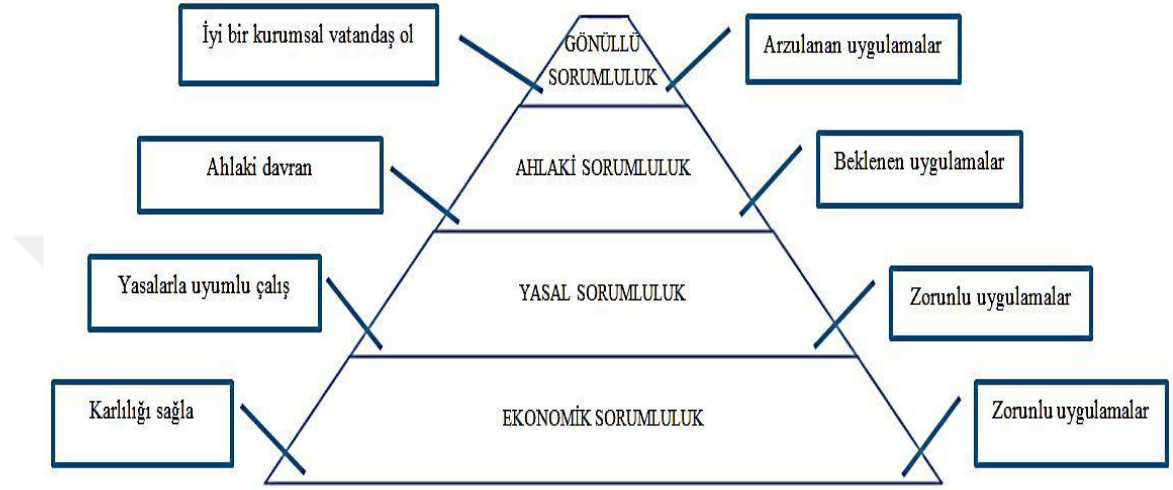 İyi bir kurumsal vatandaş ol
GÖNÜLLÜ
SORUMLULUK
Arzulanan uygulamalar
Ahlaki davran
AHLAKİ SORUMLULUK
Beklenen uygulamalar
Yasalarla uyumlu çalış
YASAL SORUMLULUK
Zorunlu uygulamalar
Karlılığı sağla
EKONOMİK SORUMLULUK
Zorunlu uygulamalar